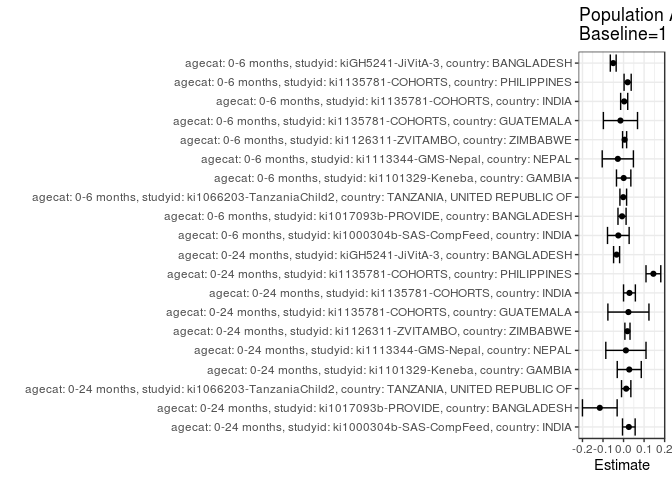 Population
Baseline=1
agecat: 0-6 months, studyid: kiGH5241-JiVitA-3, country: BANGLADESH
agecat: 0-6 months, studyid: ki1135781-COHORTS, country: PHILIPPINES
agecat: 0-6 months, studyid: ki1135781-COHORTS, country: INDIA
agecat: 0-6 months, studyid: ki1135781-COHORTS, country: GUATEMALA
agecat: 0-6 months, studyid: ki1126311-ZVITAMBO, country: ZIMBABWE
agecat: 0-6 months, studyid: ki1113344-GMS-Nepal, country: NEPAL
agecat: 0-6 months, studyid: ki1101329-Keneba, country: GAMBIA
agecat: 0-6 months, studyid: ki1066203-TanzaniaChild2, country: TANZANIA, UNITED REPUBLIC OF
agecat: 0-6 months, studyid: ki1017093b-PROVIDE, country: BANGLADESH
agecat: 0-6 months, studyid: ki1000304b-SAS-CompFeed, country: INDIA
agecat: 0-24 months, studyid: kiGH5241-JiVitA-3, country: BANGLADESH
agecat: 0-24 months, studyid: ki1135781-COHORTS, country: PHILIPPINES
agecat: 0-24 months, studyid: ki1135781-COHORTS, country: INDIA
agecat: 0-24 months, studyid: ki1135781-COHORTS, country: GUATEMALA
agecat: 0-24 months, studyid: ki1126311-ZVITAMBO, country: ZIMBABWE
agecat: 0-24 months, studyid: ki1113344-GMS-Nepal, country: NEPAL
agecat: 0-24 months, studyid: ki1101329-Keneba, country: GAMBIA
agecat: 0-24 months, studyid: ki1066203-TanzaniaChild2, country: TANZANIA, UNITED REPUBLIC OF
agecat: 0-24 months, studyid: ki1017093b-PROVIDE, country: BANGLADESH
agecat: 0-24 months, studyid: ki1000304b-SAS-CompFeed, country: INDIA
-0.2 -0.1 0.0 0.1 0.2
Estimate